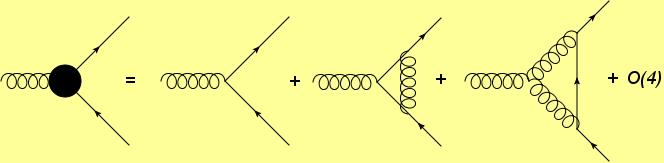 = + + + O(4)